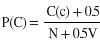 P(C) = C(c) + 0.5 / N + 0.5V